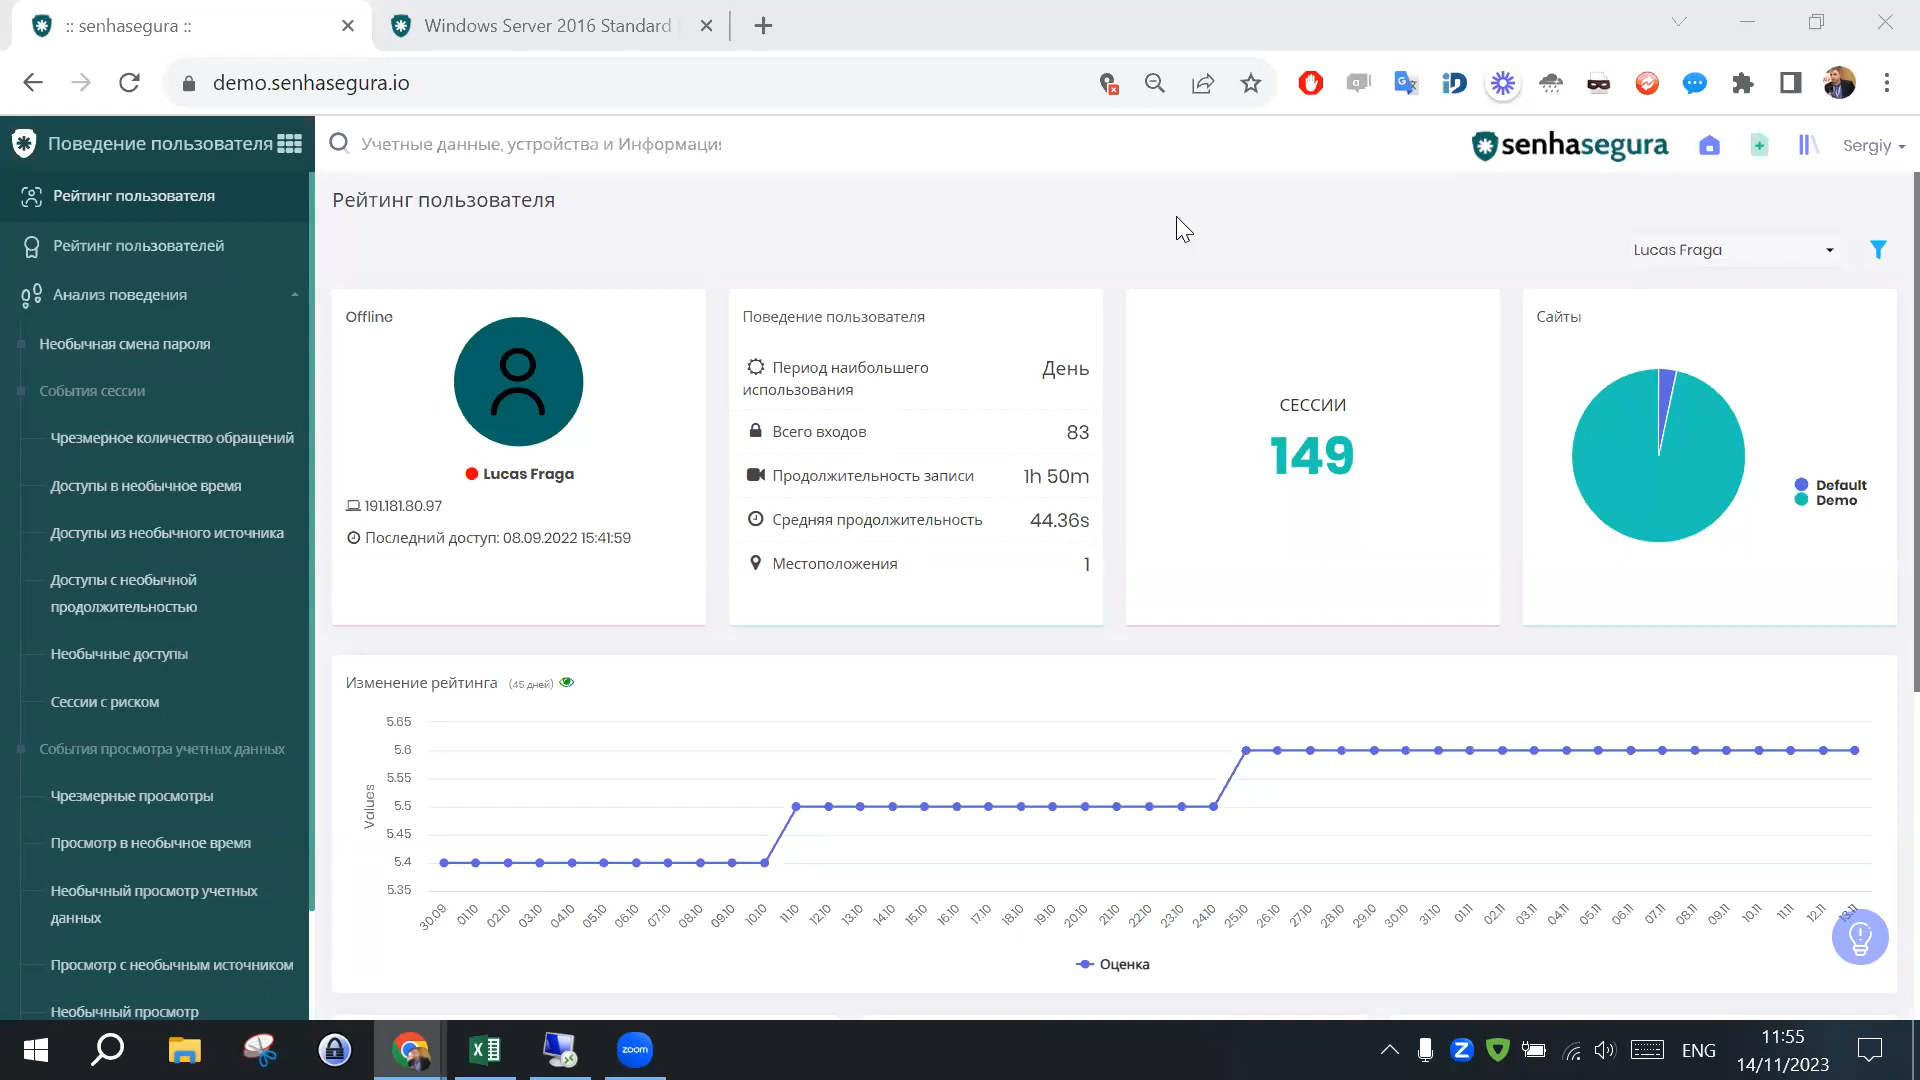 :: senhasegura ::
Windows Server 2016 Standard
demo.senhasegura.io
Поведение пользователя
Учетные данные, устройства и Информаци
senhasegura
Sergiy
Рейтинг пользователя
Рейтинг пользователей
Анализ поведения
Необычная смена пароля
События сессии
Чрезмерное количество обращений
Доступы в необычное время
Доступы из необычного источника
Доступы с необычной
продолжительностью
Необычные доступы
Сессии с риском
События просмотра учетных данных
Чрезмерные просмотры
Просмотр в необычное время
Необычный просмотр учетных
данных
Просмотр с необычным источником
Необычный просмотр
Рейтинг пользователя
Lucas Fraga
Offline
Lucas Fraga
191.181.80.97
Последний доступ: 08.09.2022 15:41:59
Поведение пользователя
Период наибольшего
использования
День
Всего входов 83
Продолжительность записи 1h 50m
Средняя продолжительность 44.36s
Местоположения 1
СЕССИИ
149
Сайты
Default
Demo
Изменение рейтинга (45 дней)
5.65
5.6
5.55
5.5
5.45
5.4
5.35
Values
30.09 01.10 02.10 03.10 04.10 05.10 06.10 07.10 08.10 09.10 10.10 11.10 12.10 13.10 14.10 15.10 16.10 17.10 18.10 19.10 20.10 21.10 22.10 23.10 24.10 25.10 26.10 27.10 28.10 29.10 30.10 31.10 01.11 02.11 03.11 04.11 05.11 06.11 07.11 08.11 09.11 10.11 11.11 12.11 13.11
Оценка
zoom
ENG
11:55
14/11/2023